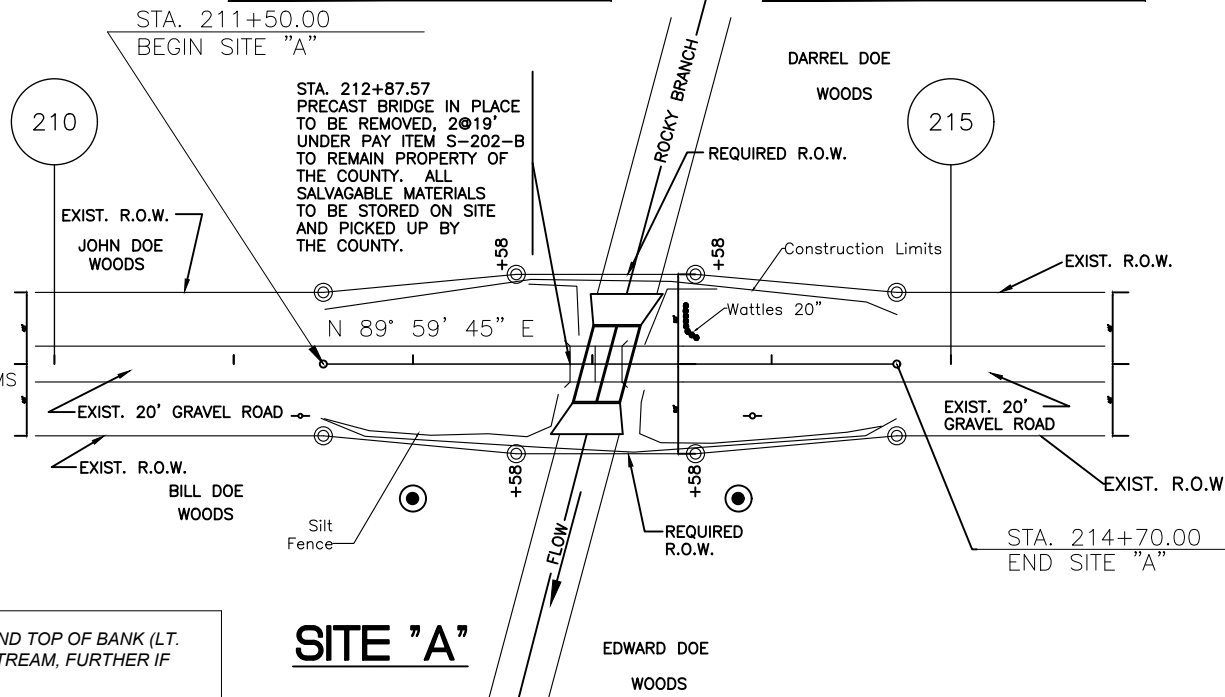 STA. 211+50.00
BEGIN SITE "A"
STA. 212+87.57
PRECAST BRIDGE IN PLACE
TO BE REMOVED, 2@19'
UNDER PAY ITEM S-202-B
TO REMAIN PROPERTY OF
THE COUNTY. ALL
SALVAGABLE MATERIALS
TO BE STORED ON SITE
AND PICKED UP BY
THE COUNTY.
ROCKY BRANCH
DARREL DOE
WOODS
210
215
REQUIRED R.O.W.
EXIST. R.O.W.
JOHN DOE
WOODS
+58
+58
Construction Limits
EXIST. R.O.W.
N 89° 59' 45" E
Wattles 20"
MS
EXIST. 20' GRAVEL ROAD
EXIST. 20'
GRAVEL ROAD
EXIST. R.O.W.
BILL DOE
WOODS
+58
+58
EXIST. R.O.W
Silt
Fence
FLOW
REQUIRED
R.O.W.
STA. 214+70.00
END SITE "A"
ND TOP OF BANK (LT.
TREAM, FURTHER IF
SITE "A"
EDWARD DOE
WOODS